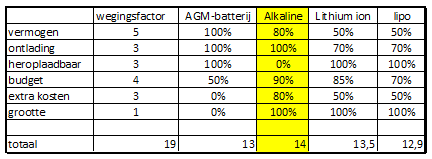 wegingsfactor AGM-batterij Alkaline Lithium ion lipo
vermogen 5 100% 80% 50% 50%
ontlading 3 100% 100% 70% 70%
heroplaadbaar 3 100% 0% 100% 100%
budget 4 50% 90% 85% 70%
extra kosten 3 0% 80% 50% 50%
grootte 1 0% 100% 100% 100%
totaal 19 13 14 13,5 12,9